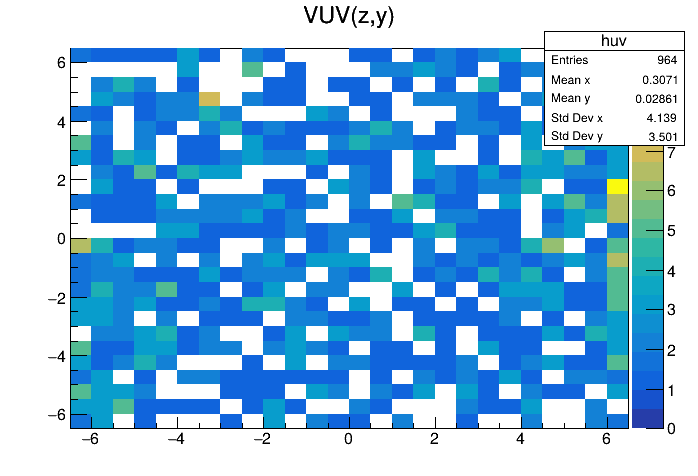 VUV(z,y)
huv
Entries 964
Mean x 0.3071
Mean y 0.02861
Std Dev x 4.139
Std Dev y 3.501
6
4
2
0
−2
−4
−6
−6 −4 −2 0 2 4 6
7
6
5
4
3
2
1
0